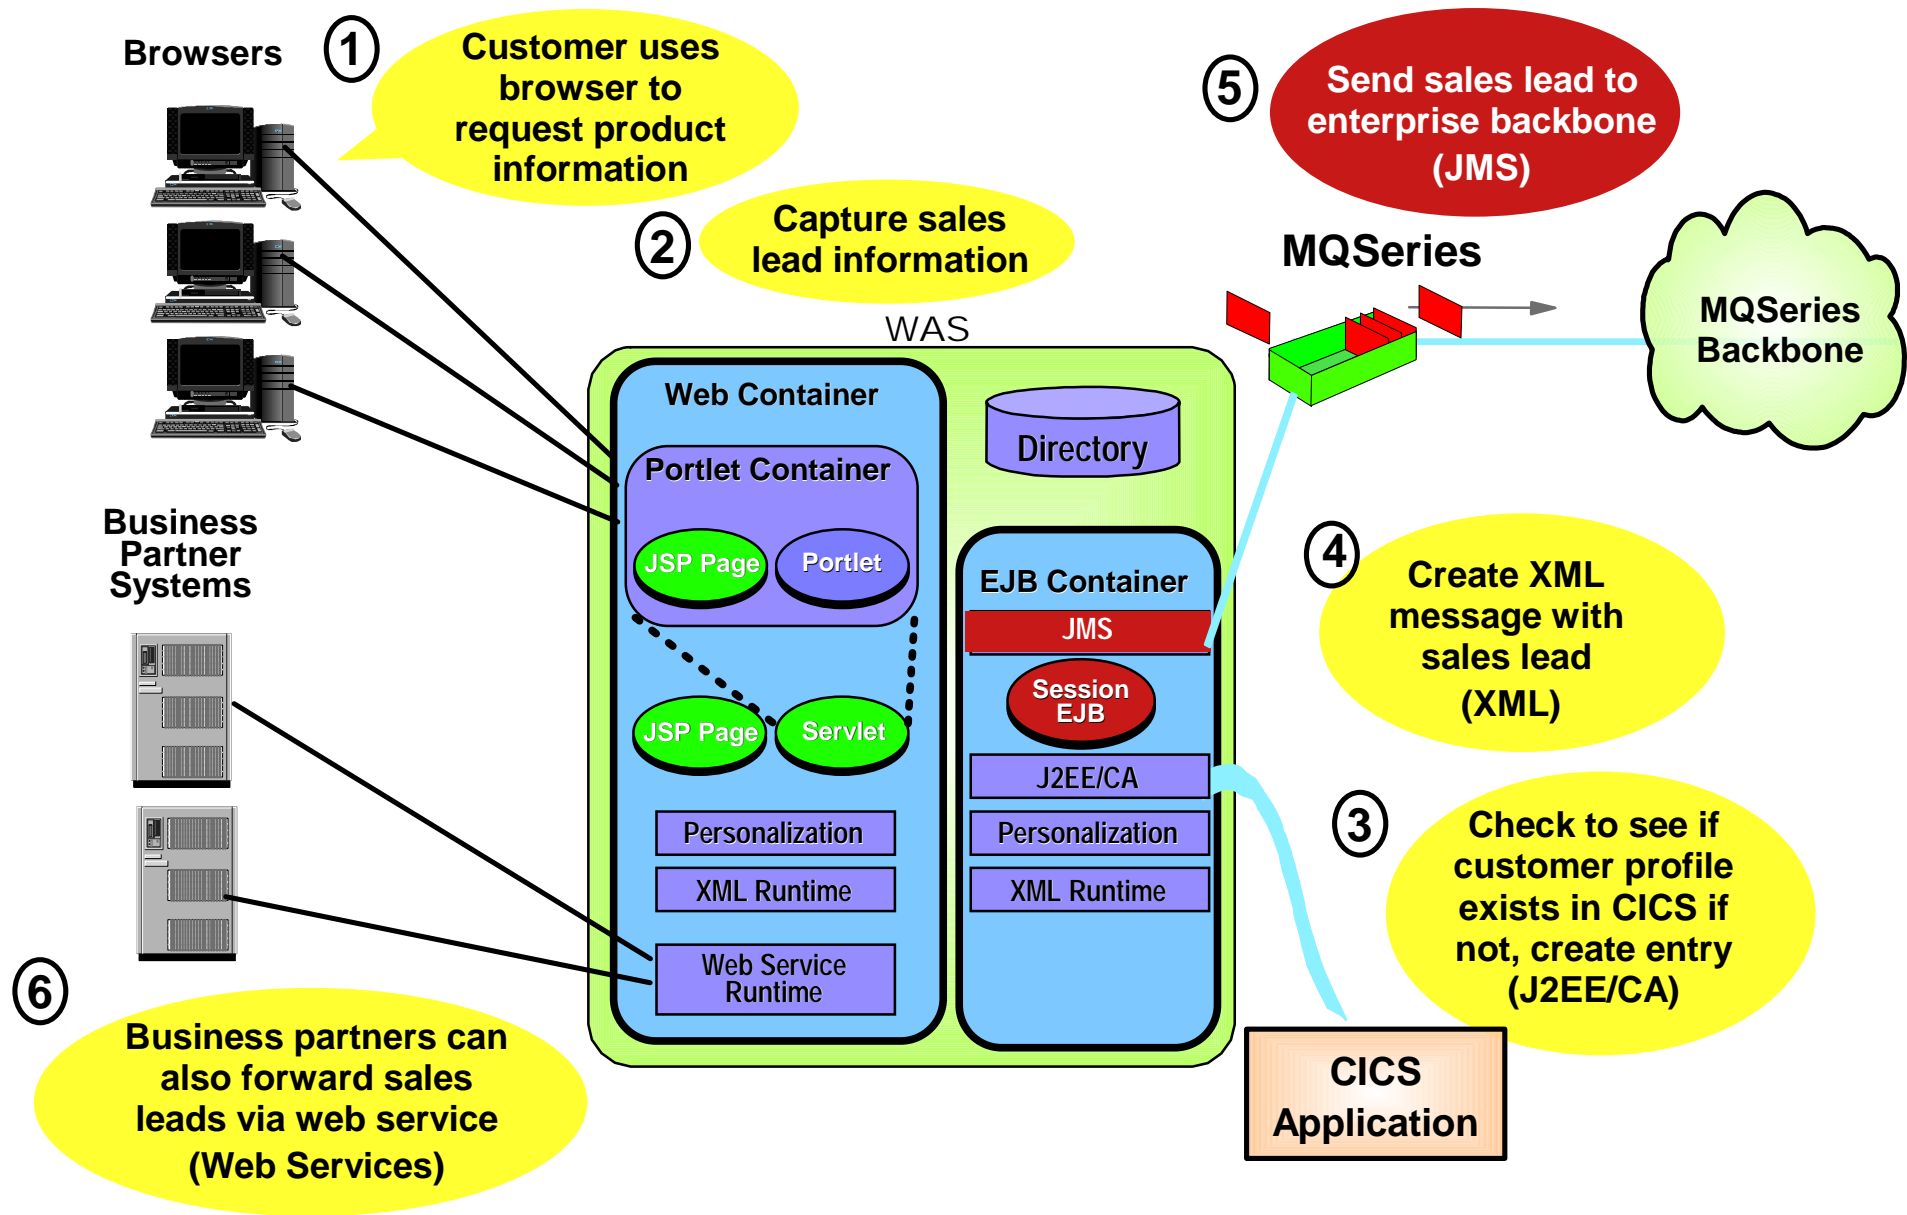 Browsers
1
Customer uses
browser to
request product
information
2
Capture sales
lead information
5
Send sales lead to
enterprise backbone
(JMS)
MQSeries
MQSeries
Backbone
WAS
Web Container
Portlet Container
JSP Page
Portlet
JSP Page
Servlet
Personalization
XML Runtime
Web Service
Runtime
Directory
EJB Container
JMS
Session
EJB
J2EE/CA
Personalization
XML Runtime
4
Create XML
message with
sales lead
(XML)
3
Check to see if
customer profile
exists in CICS if
not, create entry
(J2EE/CA)
CICS
Application
Business
Partner
Systems
6
Business partners can
also forward sales
leads via web service
(Web Services)